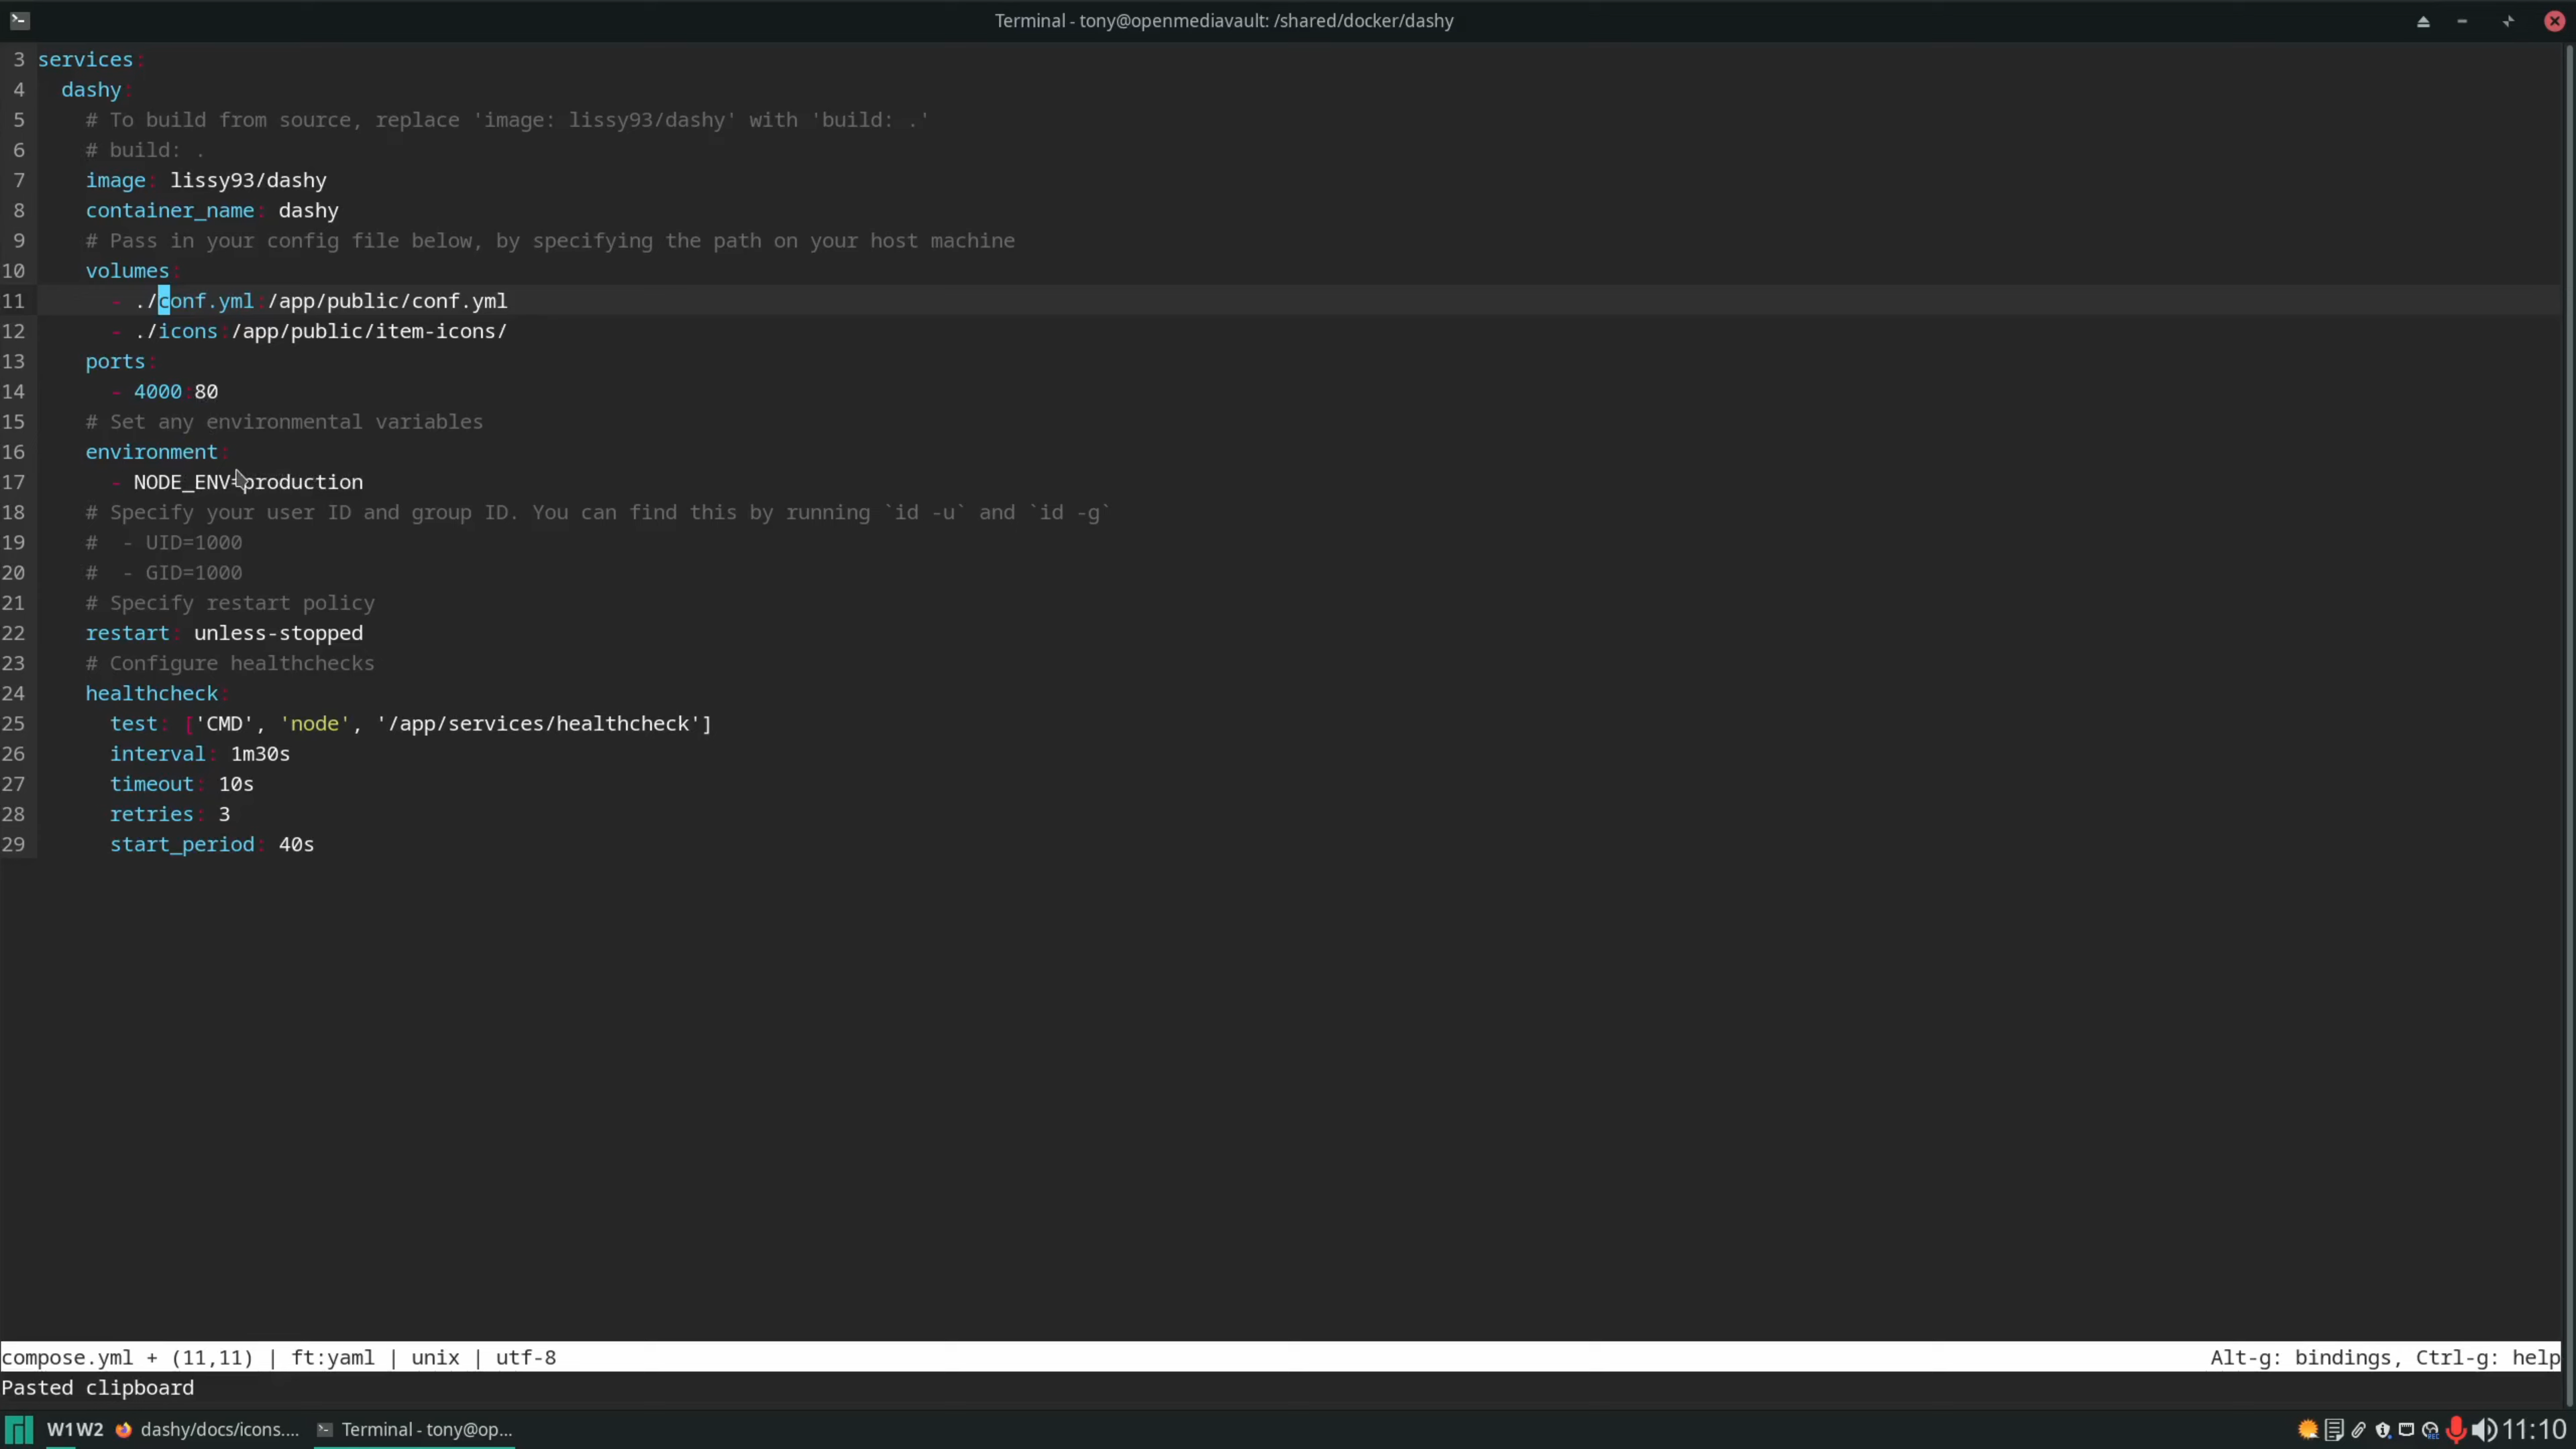 Terminal - tony@openmediavault: /shared/docker/dashy
3 services:
4   dashy:
5     # To build from source, replace 'image: lissy93/dashy' with 'build: .'
6     # build: .
7     image: lissy93/dashy
8     container_name: dashy
9     # Pass in your config file below, by specifying the path on your host machine
10     volumes:
11       - ./conf.yml:/app/public/conf.yml
12       - ./icons:/app/public/item-icons/
13     ports:
14       - 4000:80
15     # Set any environmental variables
16     environment:
17       - NODE_ENV=production
18     # Specify your user ID and group ID. You can find this by running `id -u` and `id -g`
19     #  - UID=1000
20     #  - GID=1000
21     # Specify restart policy
22     restart: unless-stopped
23     # Configure healthchecks
24     healthcheck:
25       test: ['CMD', 'node', '/app/services/healthcheck']
26       interval: 1m30s
27       timeout: 10s
28       retries: 3
29       start_period: 40s
compose.yml + (11,11) | ft:yaml | unix | utf-8 Alt-g: bindings, Ctrl-g: help
Pasted clipboard
W1 W2 dashy/docs/icons.... Terminal - tony@op... 11:10